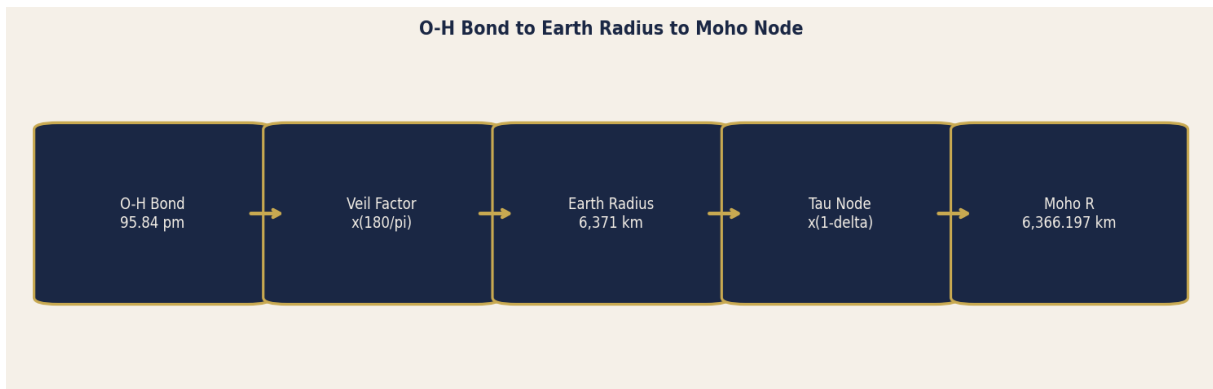 O-H Bond to Earth Radius to Moho Node
O-H Bond
95.84 pm
Veil Factor
x(180/pi)
Earth Radius
6,371 km
Tau Node
x(1-delta)
Moho R
6,366.197 km